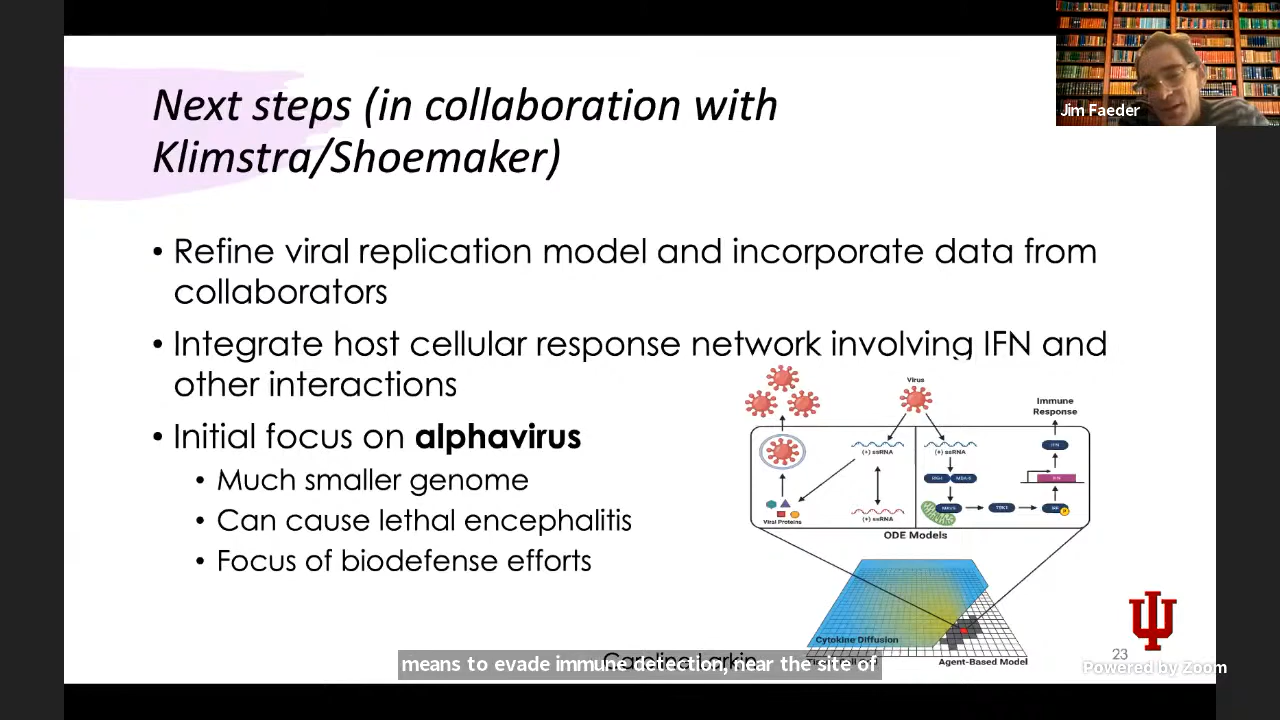 Next steps (in collaboration with
Klimstra/Shoemaker)
Jim Faeder
• Refine viral replication model and incorporate data from
collaborators
• Integrate host cellular response network involving IFN and
other interactions
• Initial focus on alphavirus
• Much smaller genome
• Can cause lethal encephalitis
• Focus of biodefense efforts
Virus
Immune
Response
(+) ssRNA
(+) ssRNA
Viral Proteins
(+) ssRNA
RIG-I
MDA-5
MAVS
TBK1
IFN
ODE Models
Cytokine Diffusion
Agent-Based Model
Caroline Larkin
means to evade immune detection, near the site of
23
Powered by Zoom